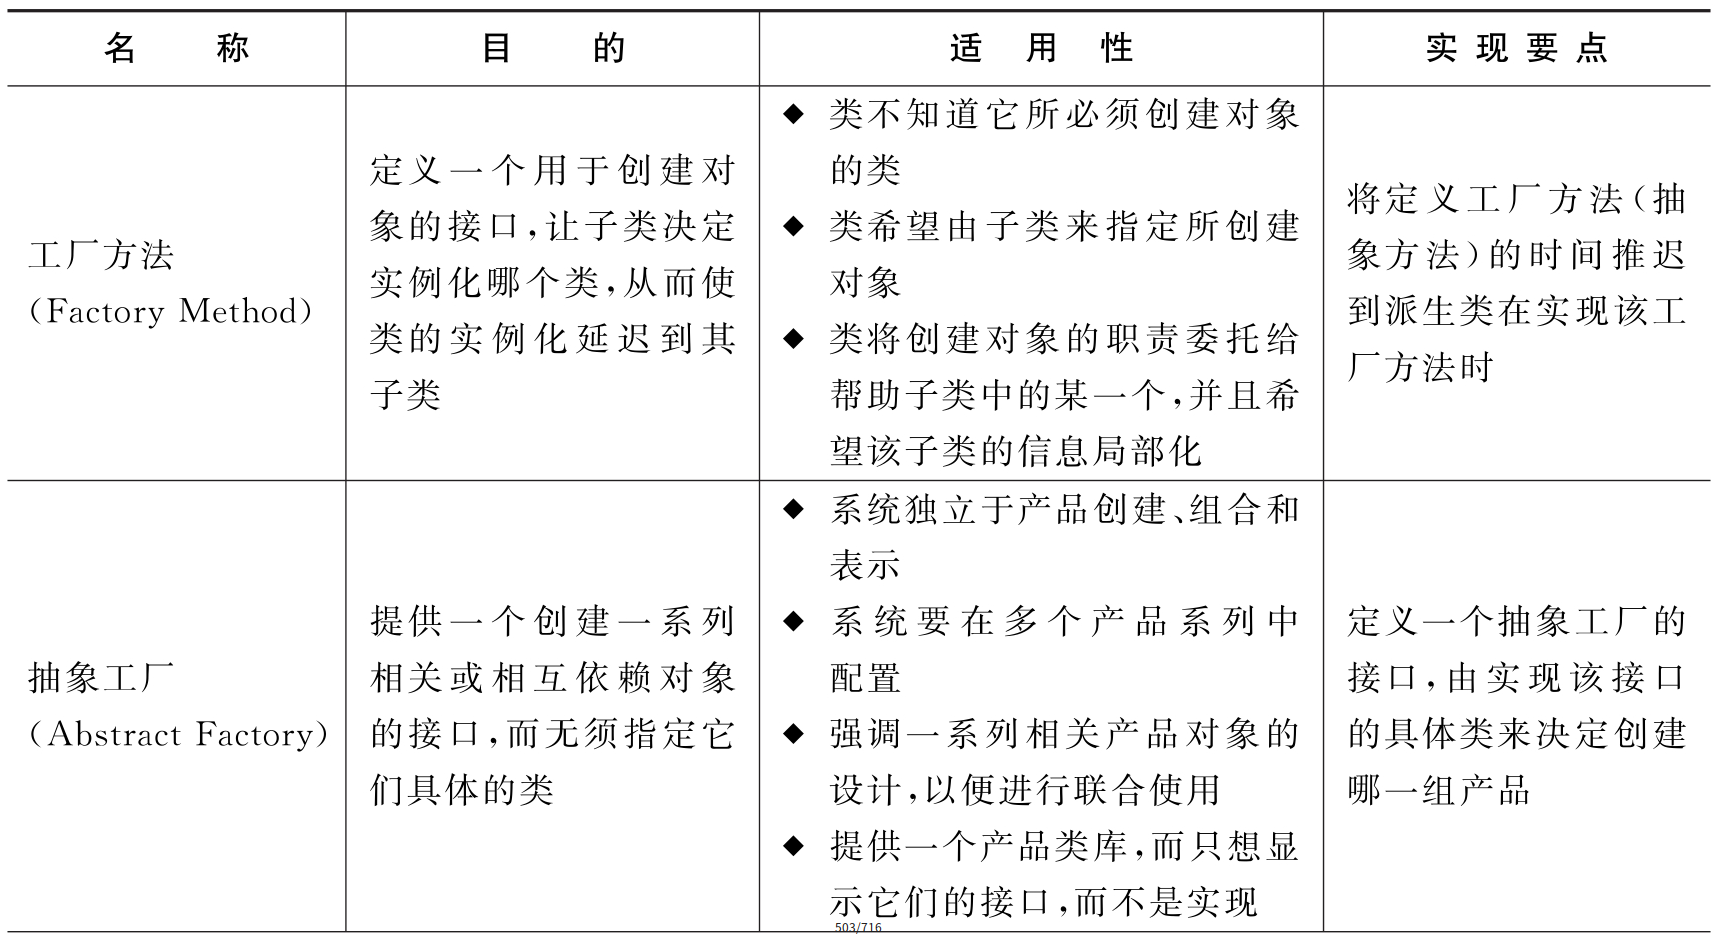 名 称 目 的 适 用 性 实 现 要 点
工厂方法
(Factory Method)
定义一个用于创建对
象的接口,让子类决定
实例化哪个类,从而使
类的实例化延迟到其
子类
◆ 类不知道它所必须创建对象
的类
◆ 类希望由子类来指定所创建
对象
◆ 类将创建对象的职责委托给
帮助子类中的某一个,并且希
望该子类的信息局部化
将定义工厂方法(抽
象方法)的时间推迟
到派生类在实现该工
厂方法时
抽象工厂
(Abstract Factory)
提供一个创建一系列
相关或相互依赖对象
的接口,而无须指定它
们具体的类
◆ 系统独立于产品创建、组合和
表示
◆ 系统要在多个产品系列中
配置
◆ 强调一系列相关产品对象的
设计,以便进行联合使用
◆ 提供一个产品类库,而只想显
示它们的接口,而不是实现
定义一个抽象工厂的
接口,由实现该接口
的具体类来决定创建
哪一组产品
503/716